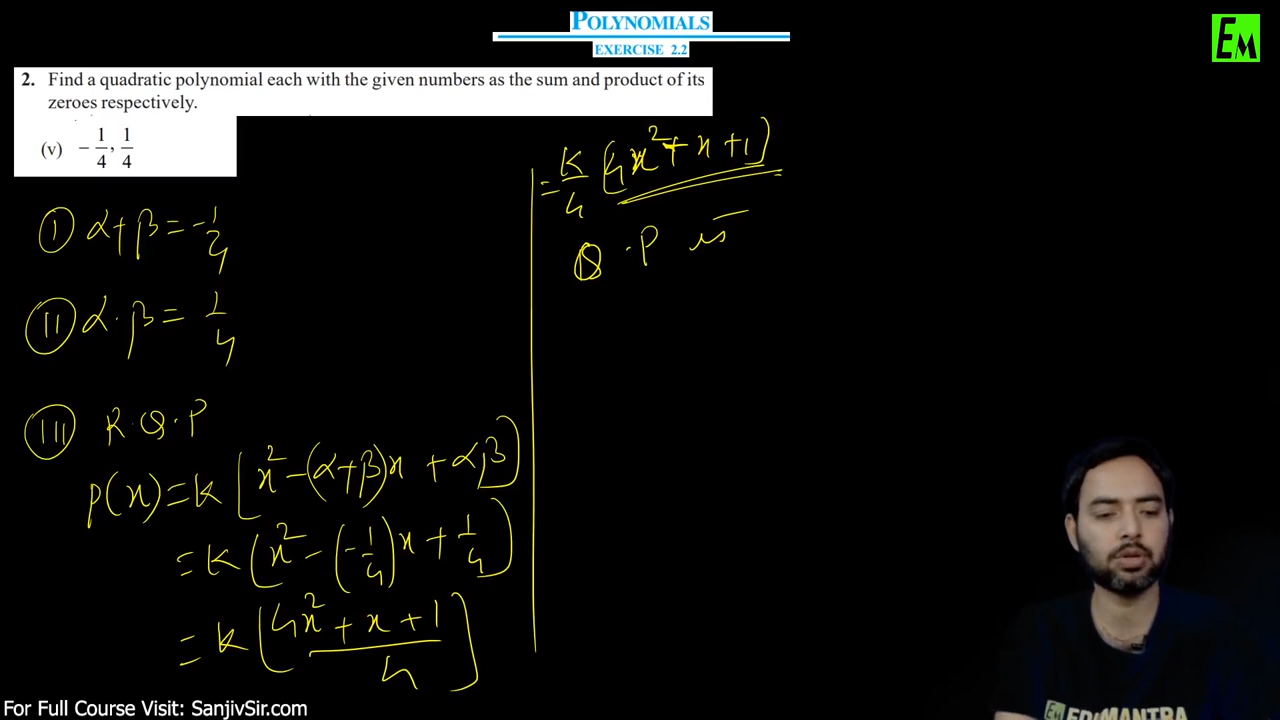 POLYNOMIALS
EXERCISE 2.2
EM
2. Find a quadratic polynomial each with the given numbers as the sum and product of its
zeroes respectively.
(v) -1/4, 1/4
I α+β = -1/4
II α·β = 1/4
III R.Q.P
p(x) = K [x² - (α+β)x + αβ]
= K (x² - (-1/4)x + 1/4)
= K (4x² + x + 1 / 4)
= K/4 (4x² + x + 1)
Q.P is
EDUMANTRA
For Full Course Visit: SanjivSir.com